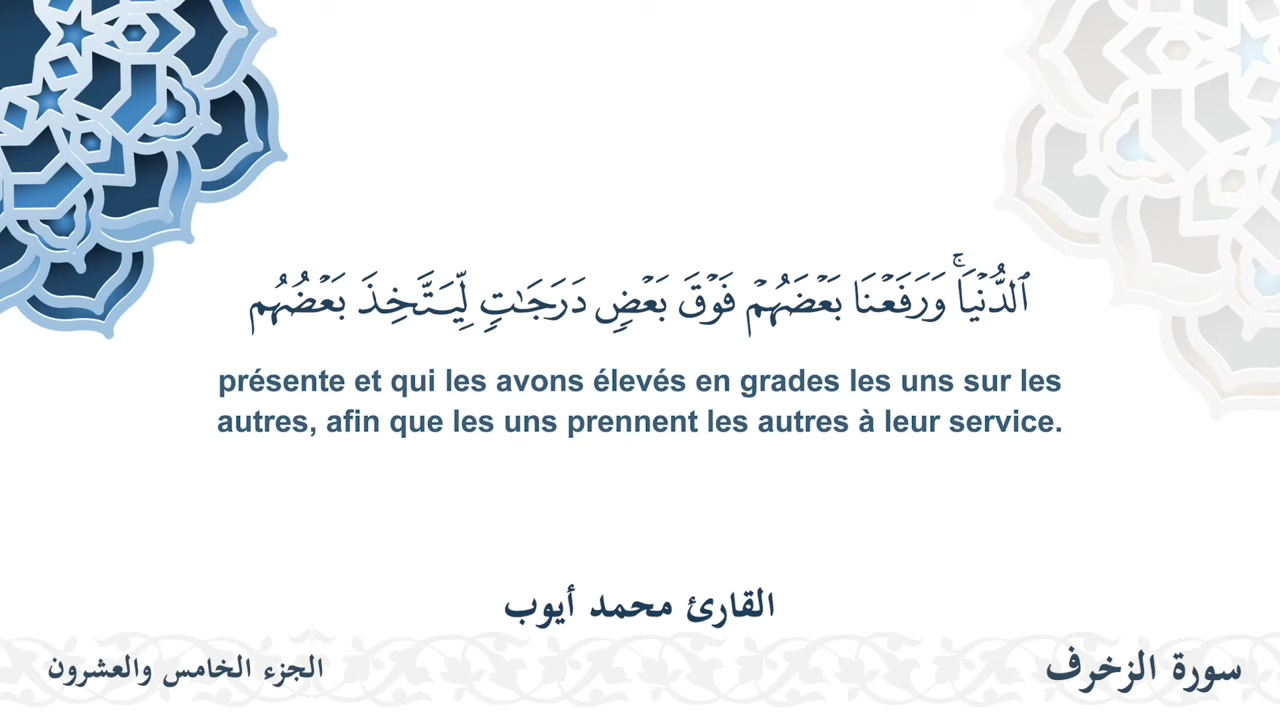 ٱلدُّنْيَاۚ وَرَفَعْنَا بَعْضَهُمْ فَوْقَ بَعْضٍ دَرَجَـٰتٍ لِّيَتَّخِذَ بَعْضُهُم
présente et qui les avons élevés en grades les uns sur les
autres, afin que les uns prennent les autres à leur service.
القارئ محمد أيوب
سورة الزخرف
الجزء الخامس والعشرون